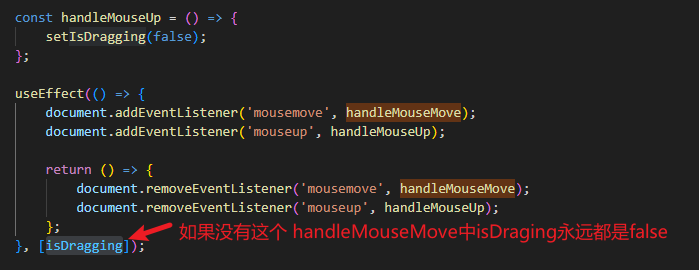 const handleMouseUp = () => {
setIsDragging(false);
};
useEffect(() => {
document.addEventListener('mousemove', handleMouseMove);
document.addEventListener('mouseup', handleMouseUp);
return () => {
document.removeEventListener('mousemove', handleMouseMove);
document.removeEventListener('mouseup', handleMouseUp);
};
}, [isDragging]); 如果没有这个 handleMouseMove中isDraging永远都是false